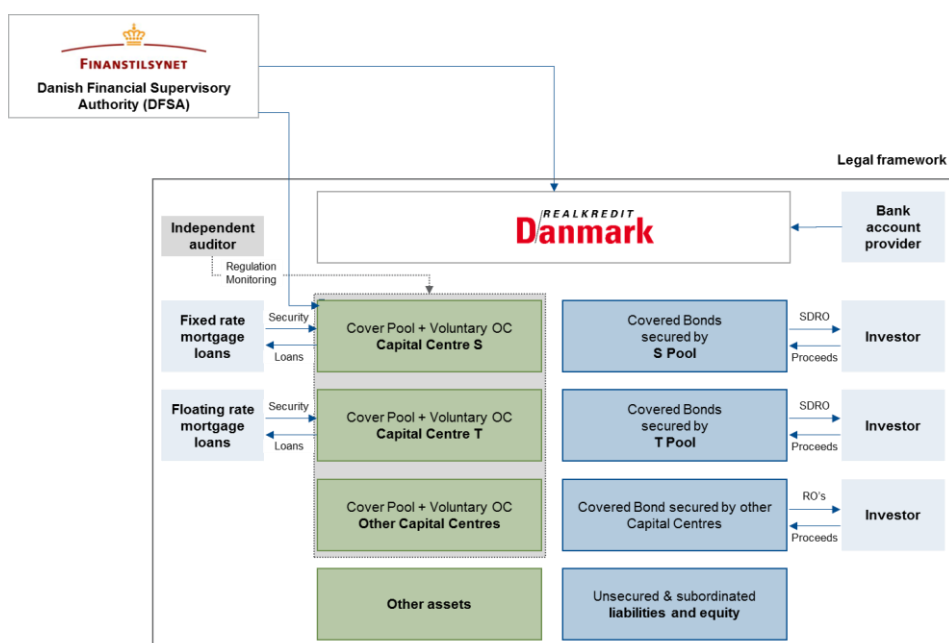 FINANSTILSYNET
Danish Financial Supervisory
Authority (DFSA)
Legal framework
REALKREDIT
Danmark
Bank
account
provider
Independent
auditor
Regulation
Monitoring
Fixed rate
mortgage
loans
Security
Loans
Cover Pool + Voluntary OC
Capital Centre S
Covered Bonds
secured by
S Pool
SDRO
Proceeds
Investor
Floating rate
mortgage
loans
Security
Loans
Cover Pool + Voluntary OC
Capital Centre T
Covered Bonds
secured by
T Pool
SDRO
Proceeds
Investor
Cover Pool + Voluntary OC
Other Capital Centres
Covered Bond secured by other
Capital Centres
RO's
Proceeds
Investor
Other assets
Unsecured & subordinated
liabilities and equity